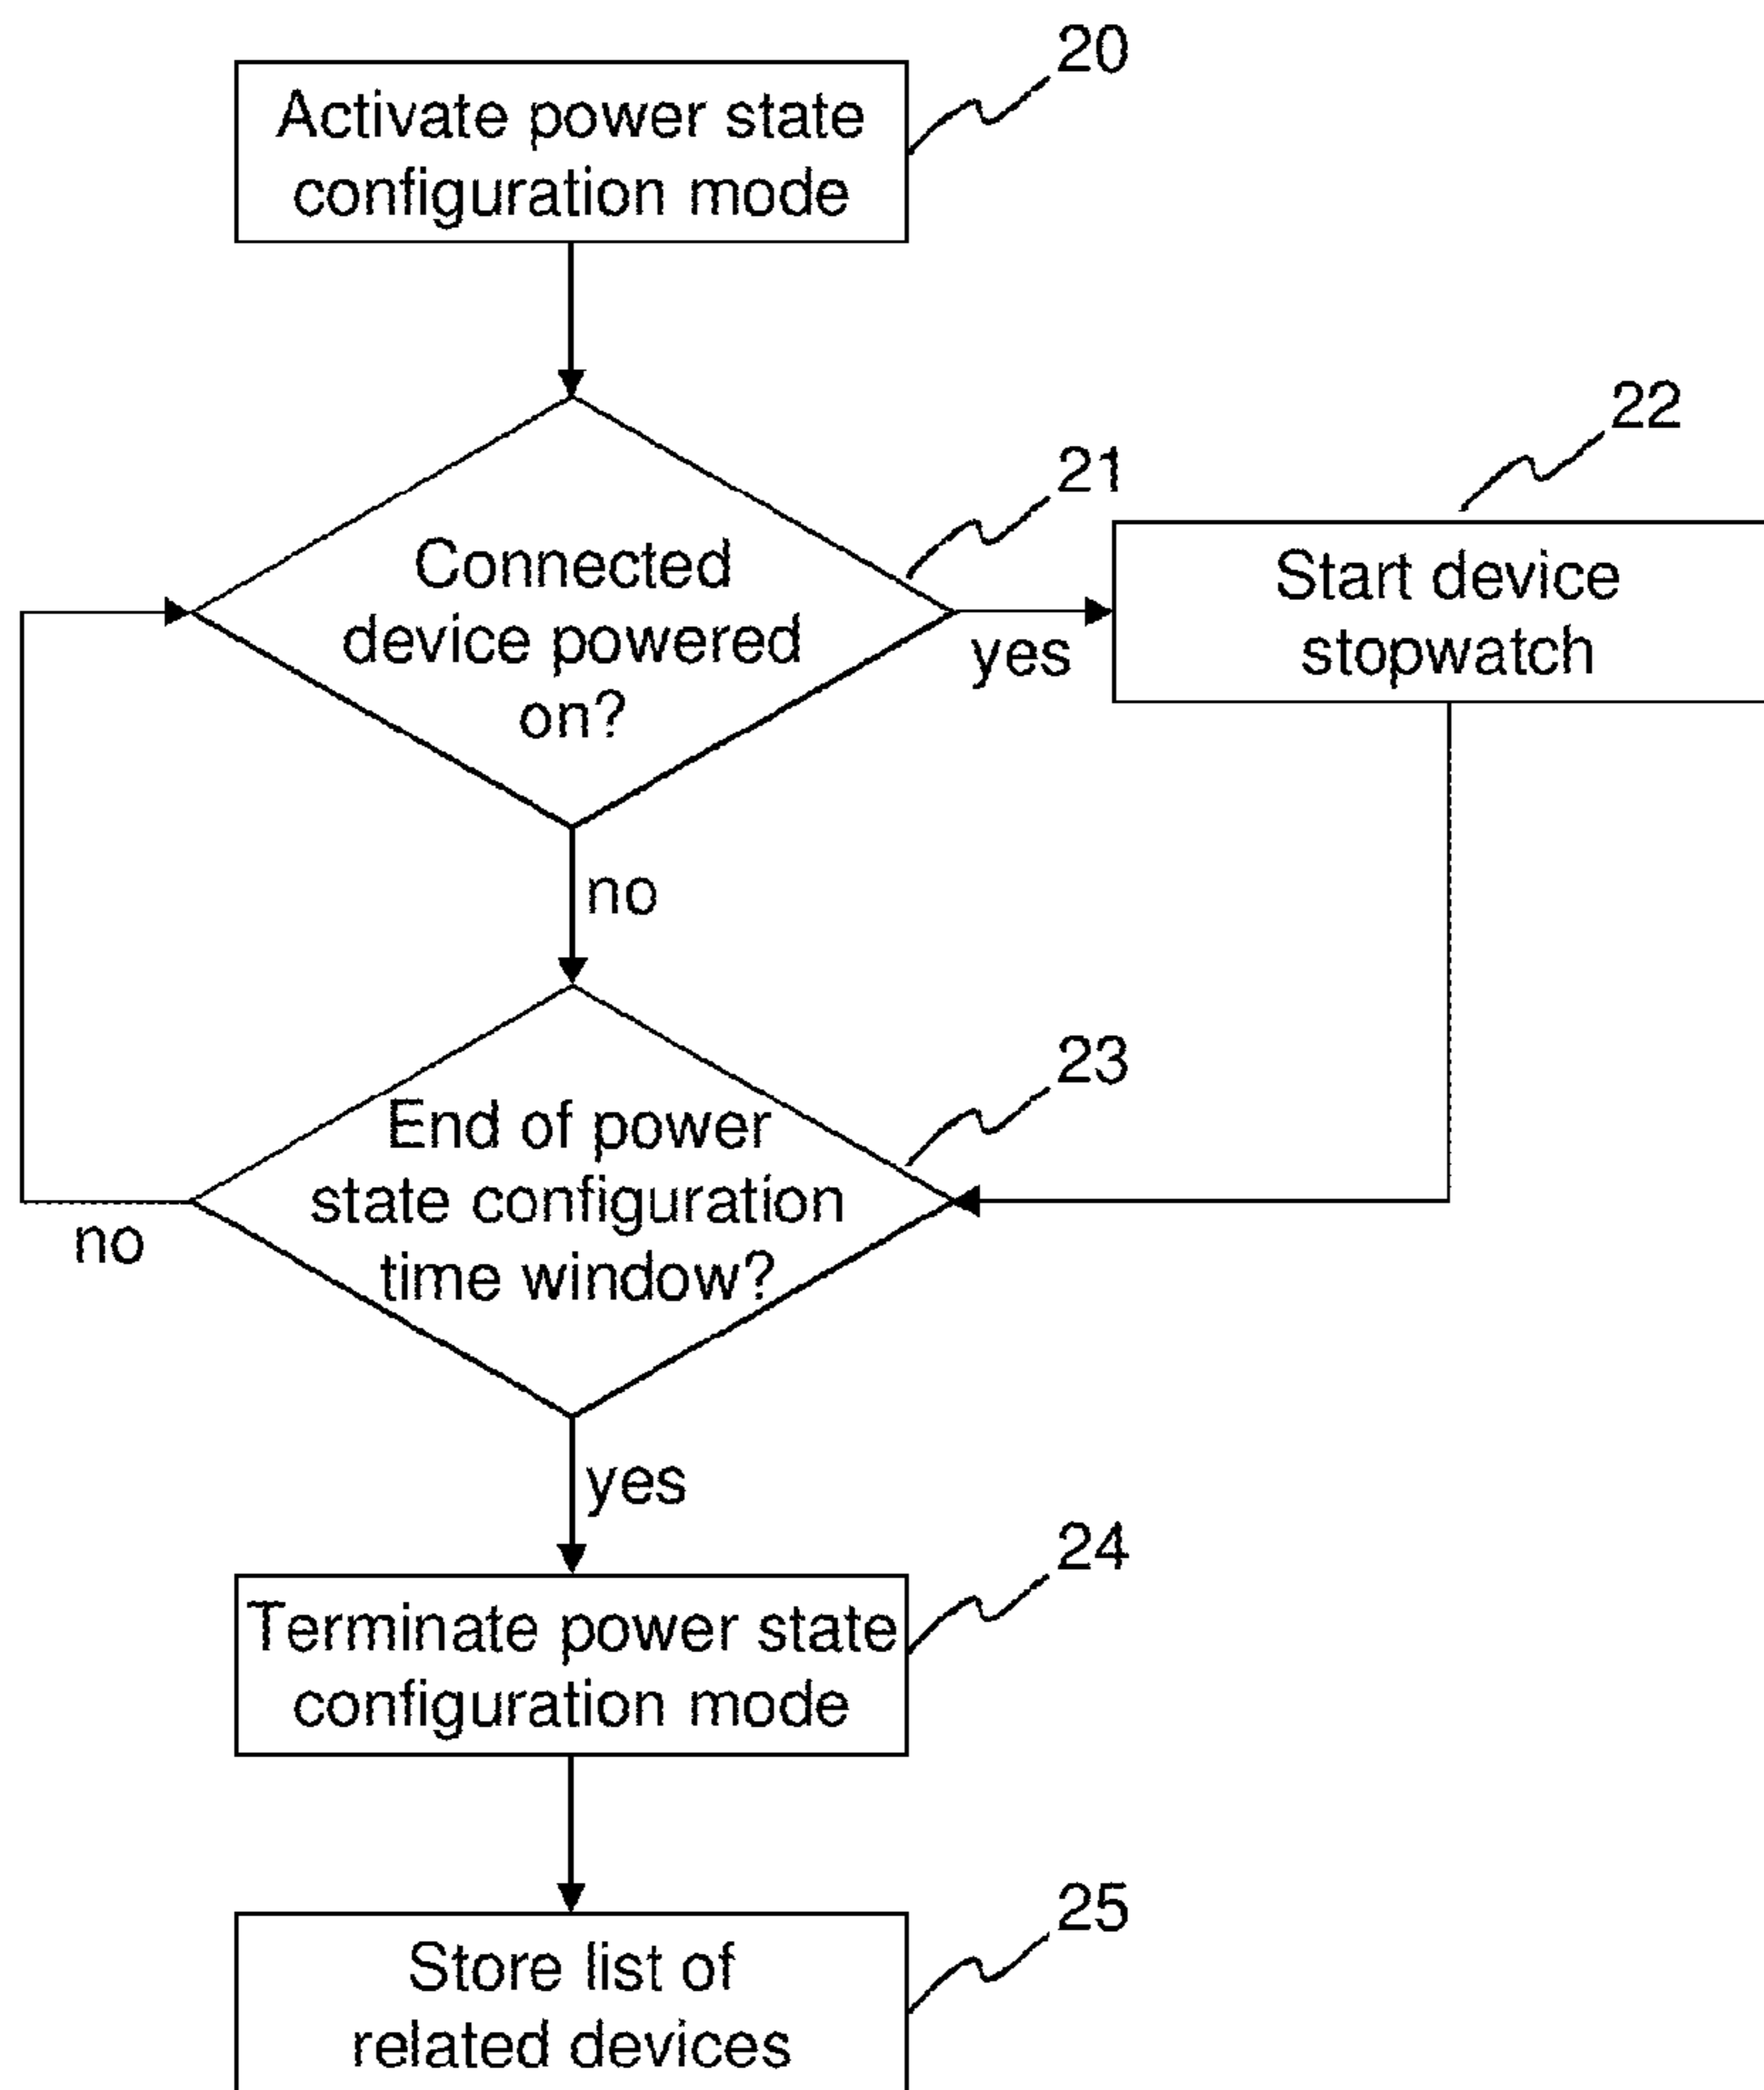 20
Activate power state
configuration mode
22
21
Connected
device powered
on?
yes
Start device
stopwatch
no
23
End of power
state configuration
time window?
no
yes
24
Terminate power state
configuration mode
25
Store list of
related devices